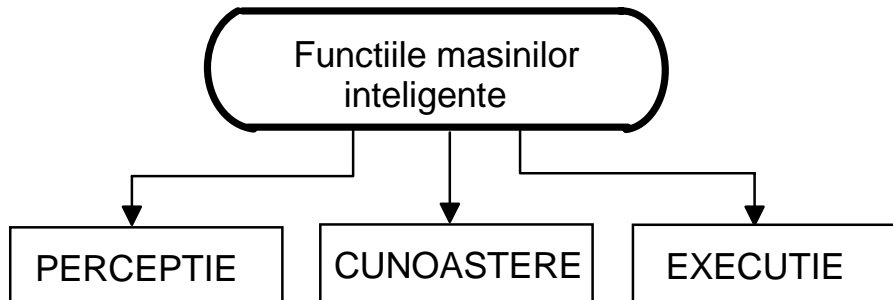 Functiile masinilor
inteligente
PERCEPTIE
CUNOASTERE
EXECUTIE